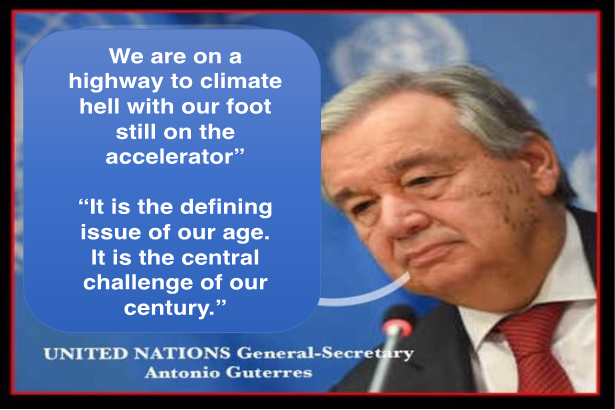 We are on a
highway to climate
hell with our foot
still on the
accelerator”
“It is the defining
issue of our age.
It is the central
challenge of our
century.”
UNITED NATIONS General-Secretary
Antonio Guterres